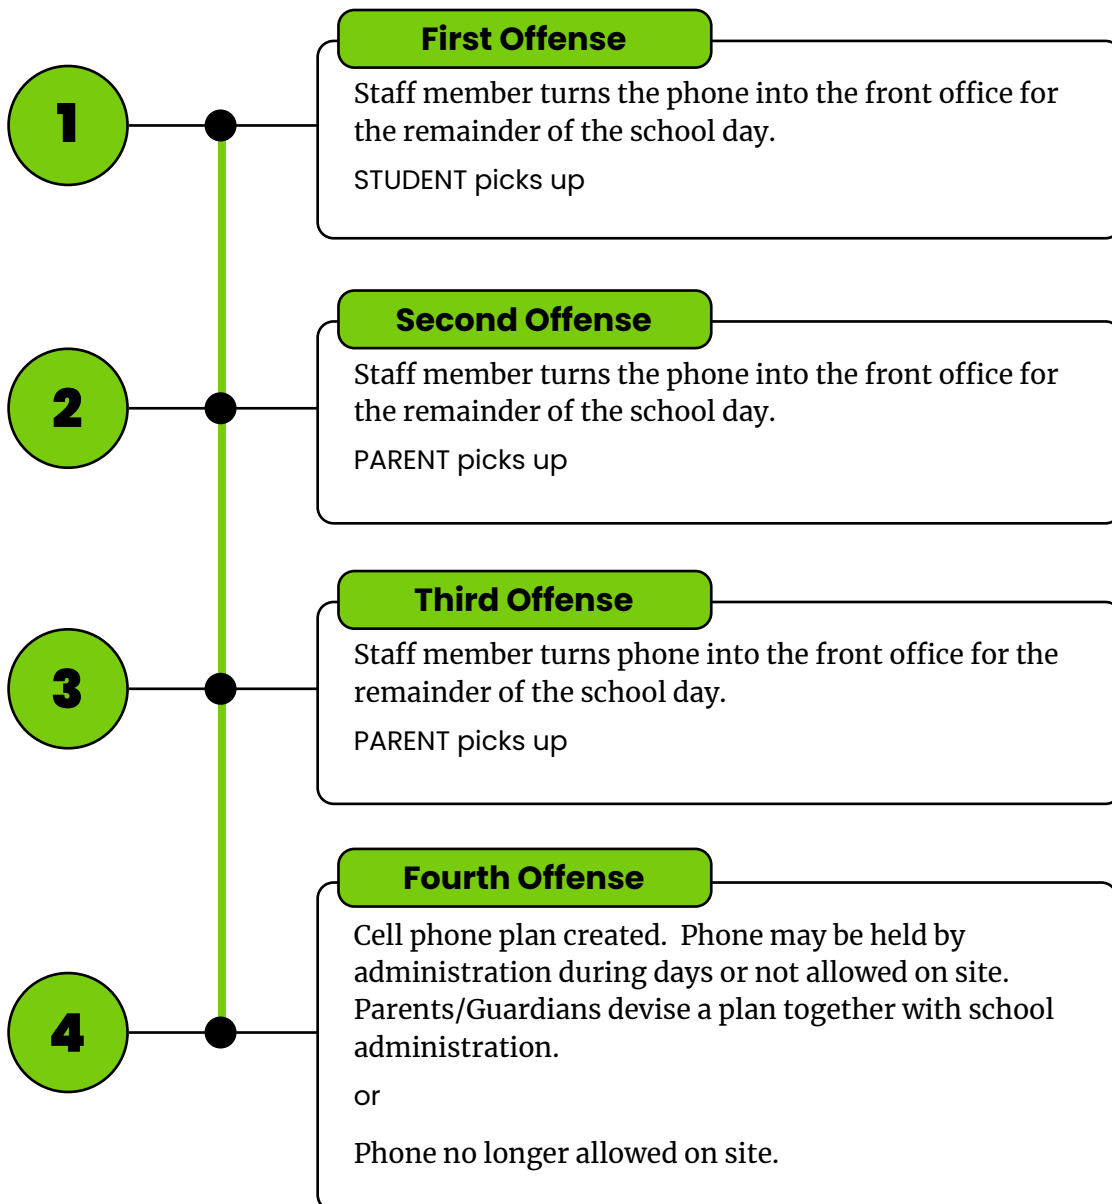 First Offense
1
Staff member turns the phone into the front office for
the remainder of the school day.
STUDENT picks up
Second Offense
2
Staff member turns the phone into the front office for
the remainder of the school day.
PARENT picks up
Third Offense
3
Staff member turns phone into the front office for the
remainder of the school day.
PARENT picks up
Fourth Offense
4
Cell phone plan created.  Phone may be held by
administration during days or not allowed on site.
Parents/Guardians devise a plan together with school
administration.
or
Phone no longer allowed on site.